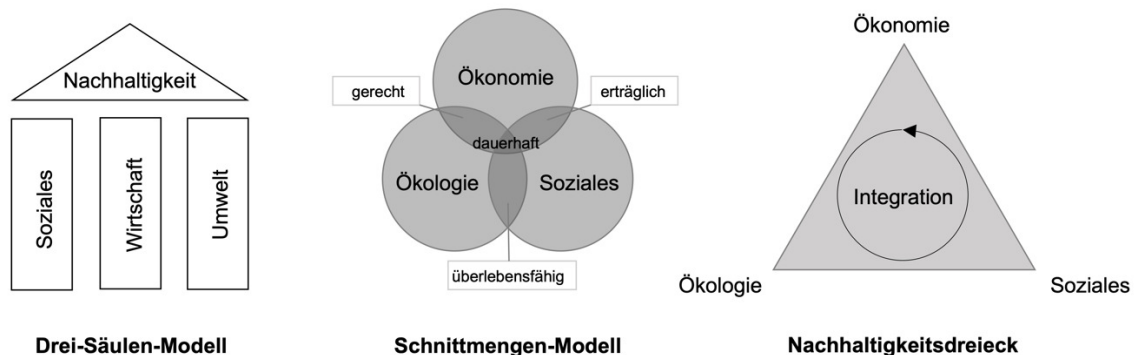 Nachhaltigkeit
Soziales
Wirtschaft
Umwelt
Drei-Säulen-Modell
Ökonomie
gerecht
erträglich
dauerhaft
Ökologie
Soziales
überlebensfähig
Schnittmengen-Modell
Ökonomie
Integration
Ökologie
Soziales
Nachhaltigkeitsdreieck